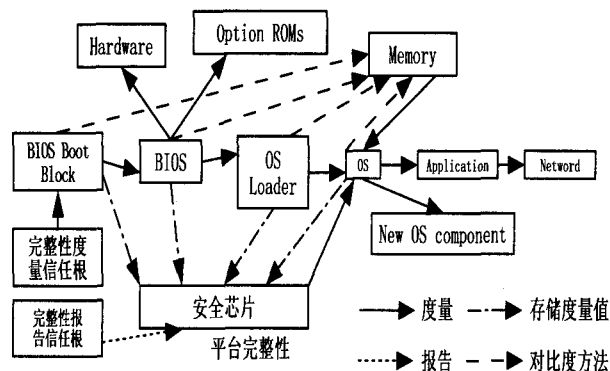 Hardware
Option ROMs
Memory
BIOS Boot
Block
BIOS
OS
Loader
OS
Application
Netword
New OS component
完整性度
量信任根
完整性报
告信任根
安全芯片
平台完整性
度量
存储度量值
报告
对比度方法